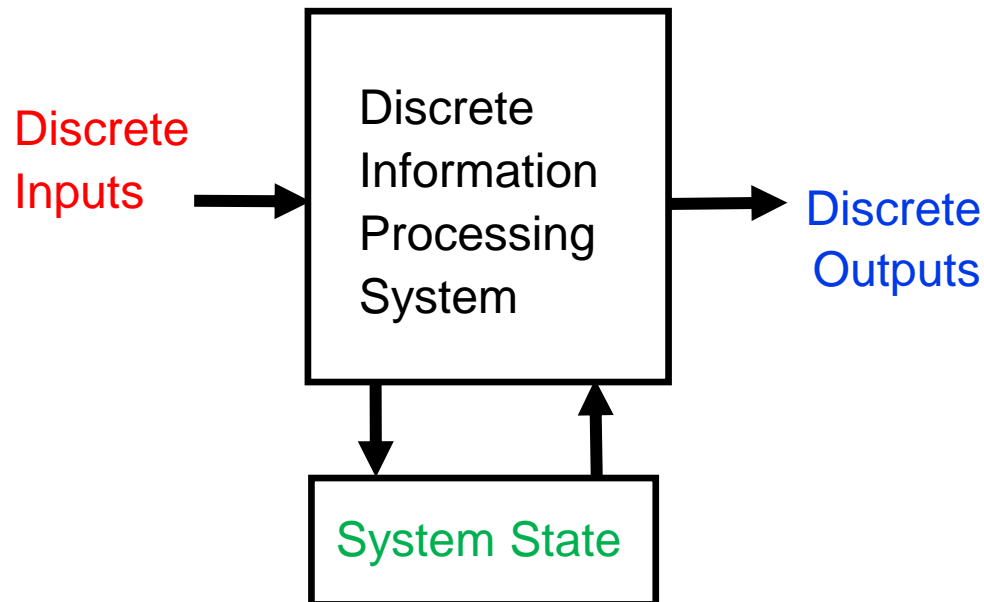 Discrete
Inputs
Discrete
Information
Processing
System
Discrete
Outputs
System State